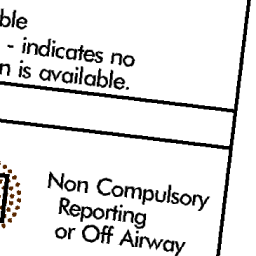 - indicates no
is available.
Non Compulsory
Reporting
or Off Airway